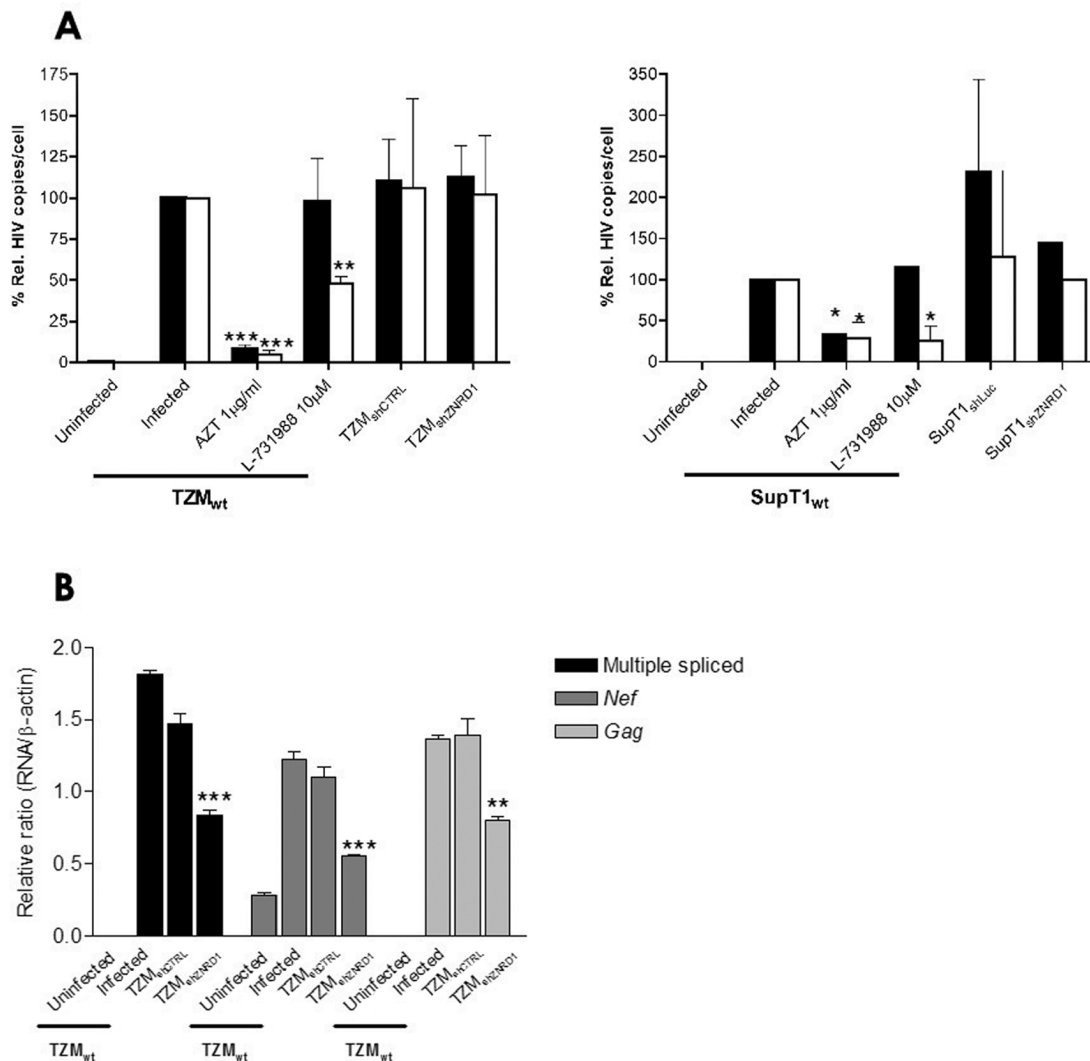 A
% Rel. HIV copies/cell
175
150
125
100
75
50
25
0
*** *** **
Uninfected
Infected
AZT 1µg/ml
L-731988 10µM
TZMshCTRL
TZMshZNRD1
TZMwt
% Rel. HIV copies/cell
350
300
250
200
150
100
50
0
* * *
Uninfected
Infected
AZT 1µg/ml
L-731988 10µM
SupT1shLuc
SupT1shZNRD1
SupT1wt
B
Relative ratio (RNA/β-actin)
2.0
1.5
1.0
0.5
0.0
*** *** **
Uninfected
Infected
TZMshCTRL
TZMshZNRD1
Uninfected
Infected
TZMshCTRL
TZMshZNRD1
Uninfected
Infected
TZMshCTRL
TZMshZNRD1
TZMwt
TZMwt
TZMwt
Multiple spliced
Nef
Gag